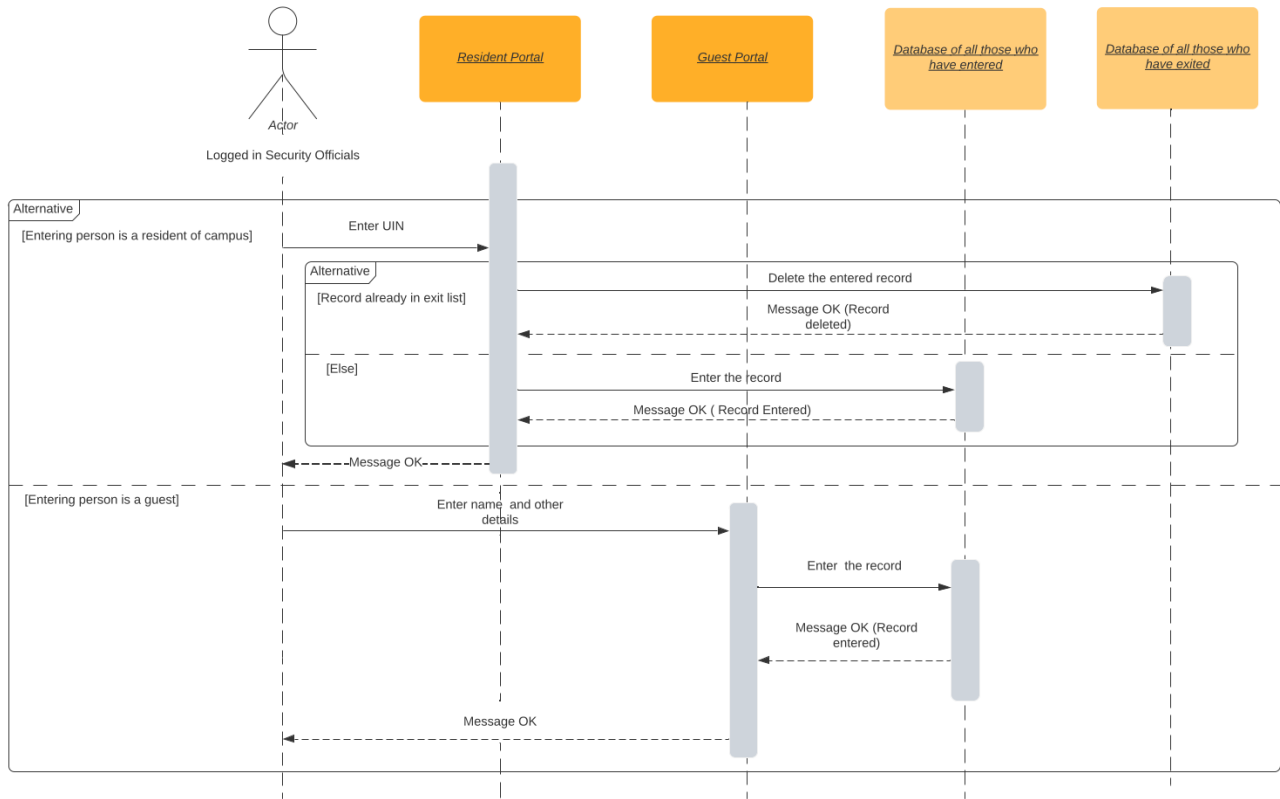 Resident Portal
Guest Portal
Database of all those who
have entered
Database of all those who
have exited
Actor
Logged in Security Officials
Alternative
[Entering person is a resident of campus]
Enter UIN
Alternative
[Record already in exit list]
Delete the entered record
Message OK (Record
deleted)
[Else]
Enter the record
Message OK ( Record Entered)
Message OK
[Entering person is a guest]
Enter name  and other
details
Enter  the record
Message OK (Record
entered)
Message OK